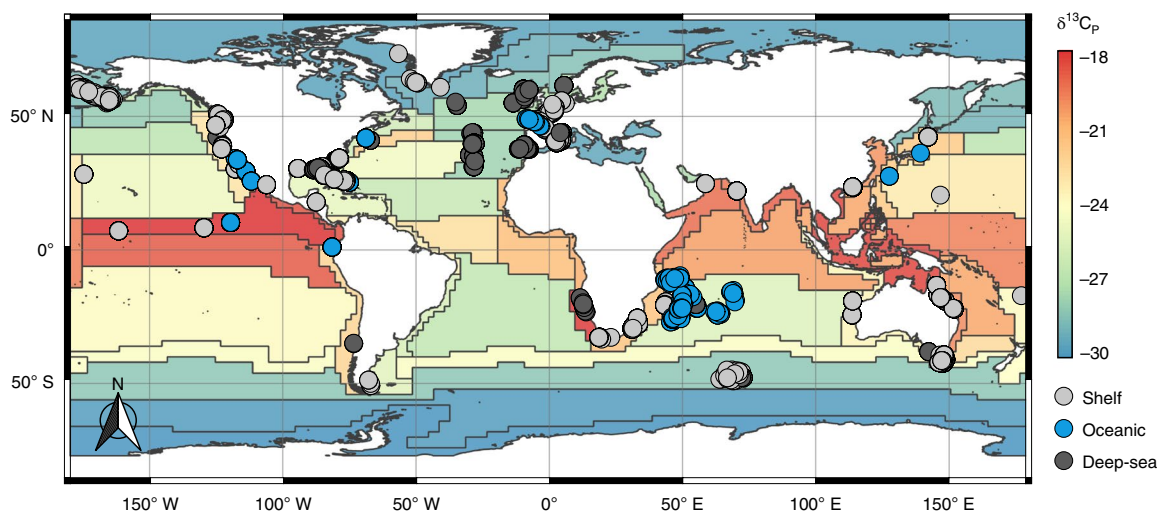 δ¹³Cₚ
–18
–21
–24
–27
–30
50° N
0°
50° S
N
150° W
100° W
50° W
0°
50° E
100° E
150° E
Shelf
Oceanic
Deep-sea